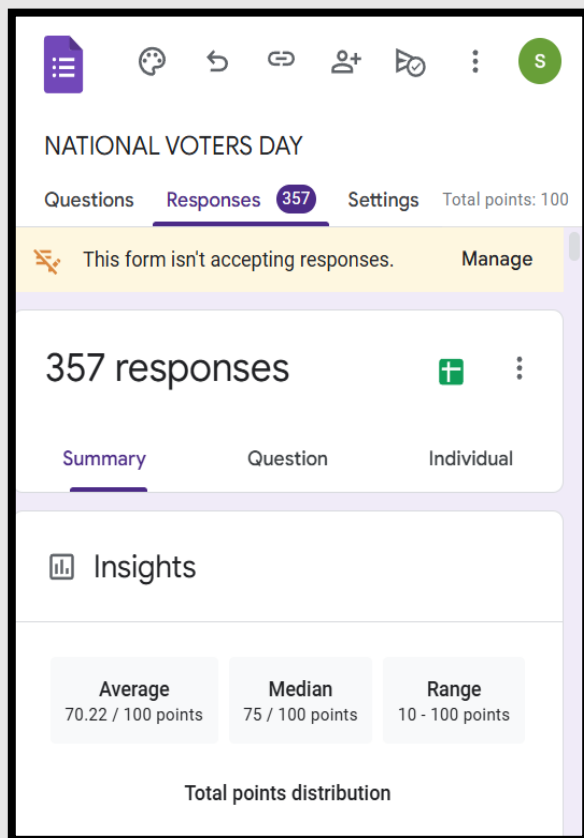 S
NATIONAL VOTERS DAY
Questions Responses 357 Settings Total points: 100
This form isn't accepting responses. Manage
357 responses
Summary Question Individual
Insights
Average Median Range
70.22 / 100 points 75 / 100 points 10 - 100 points
Total points distribution